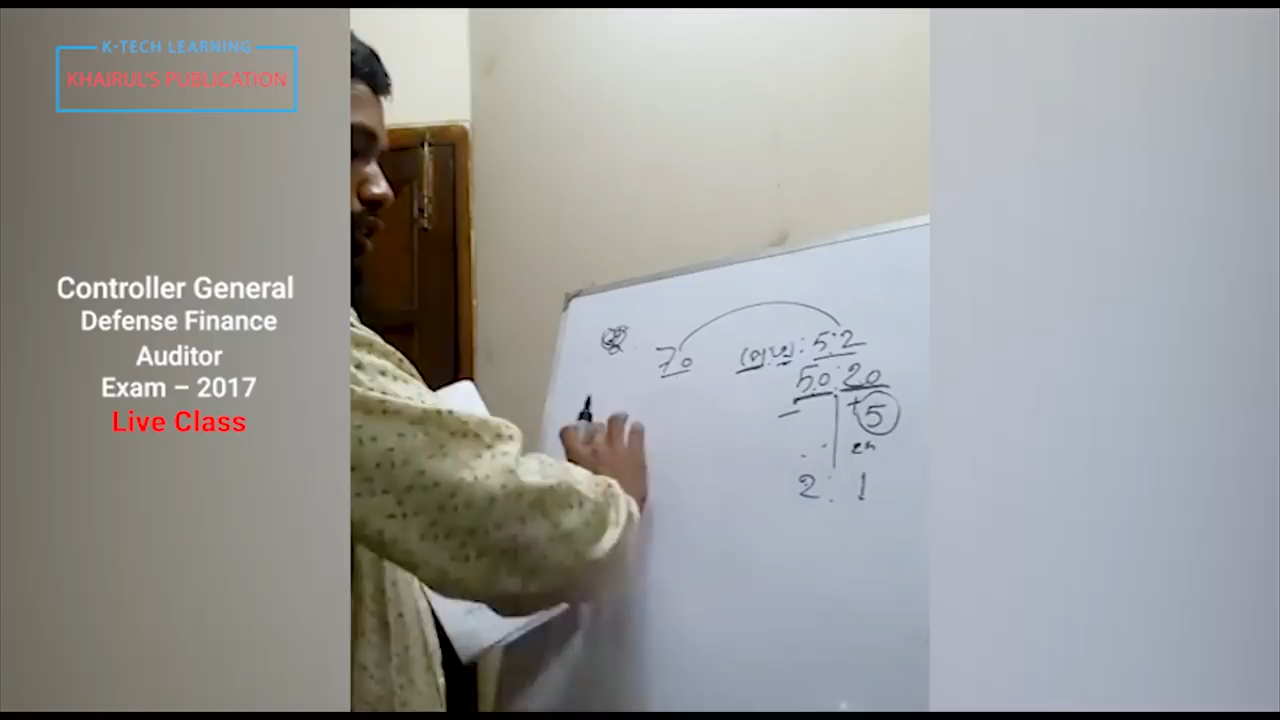 K-TECH LEARNING
KHAIRUL'S PUBLICATION
Controller General
Defense Finance
Auditor
Exam – 2017
Live Class
70 : 5:2
50:20
- +5
2 : 1